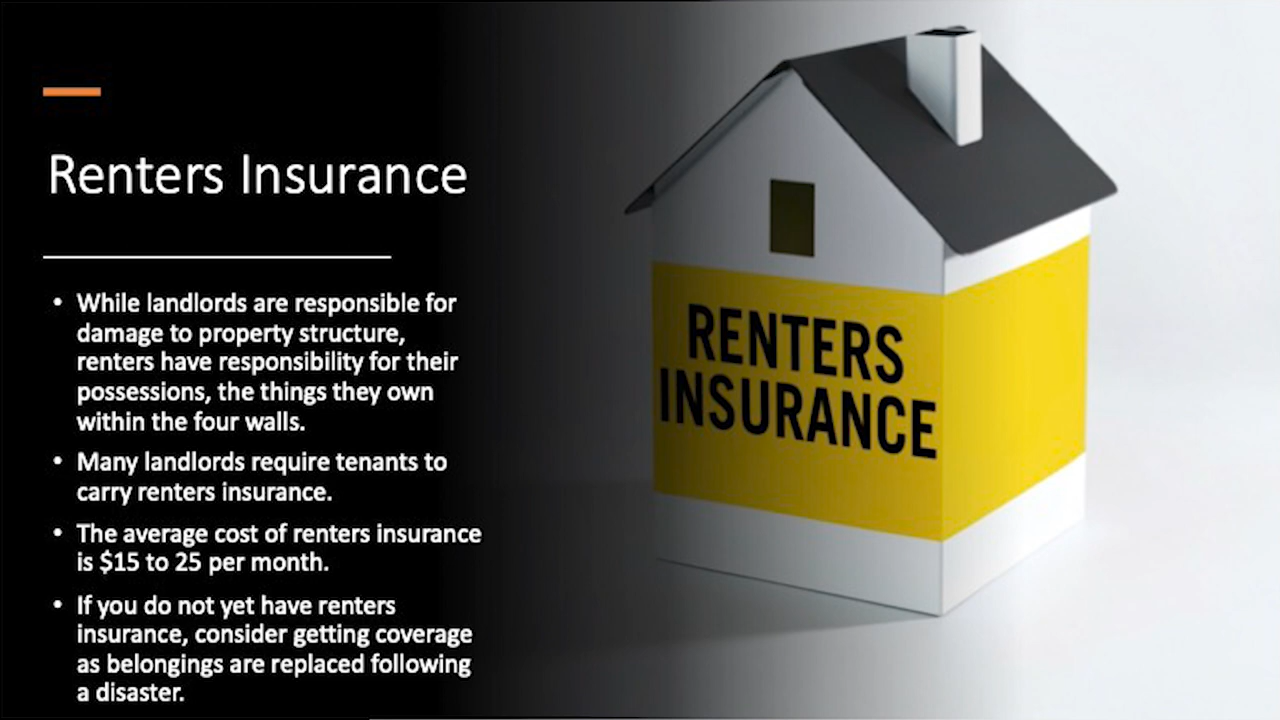 Renters Insurance
• While landlords are responsible for
damage to property structure,
renters have responsibility for their
possessions, the things they own
within the four walls.
• Many landlords require tenants to
carry renters insurance.
• The average cost of renters insurance
is $15 to 25 per month.
• If you do not yet have renters
insurance, consider getting coverage
as belongings are replaced following
a disaster.
RENTERS
INSURANCE